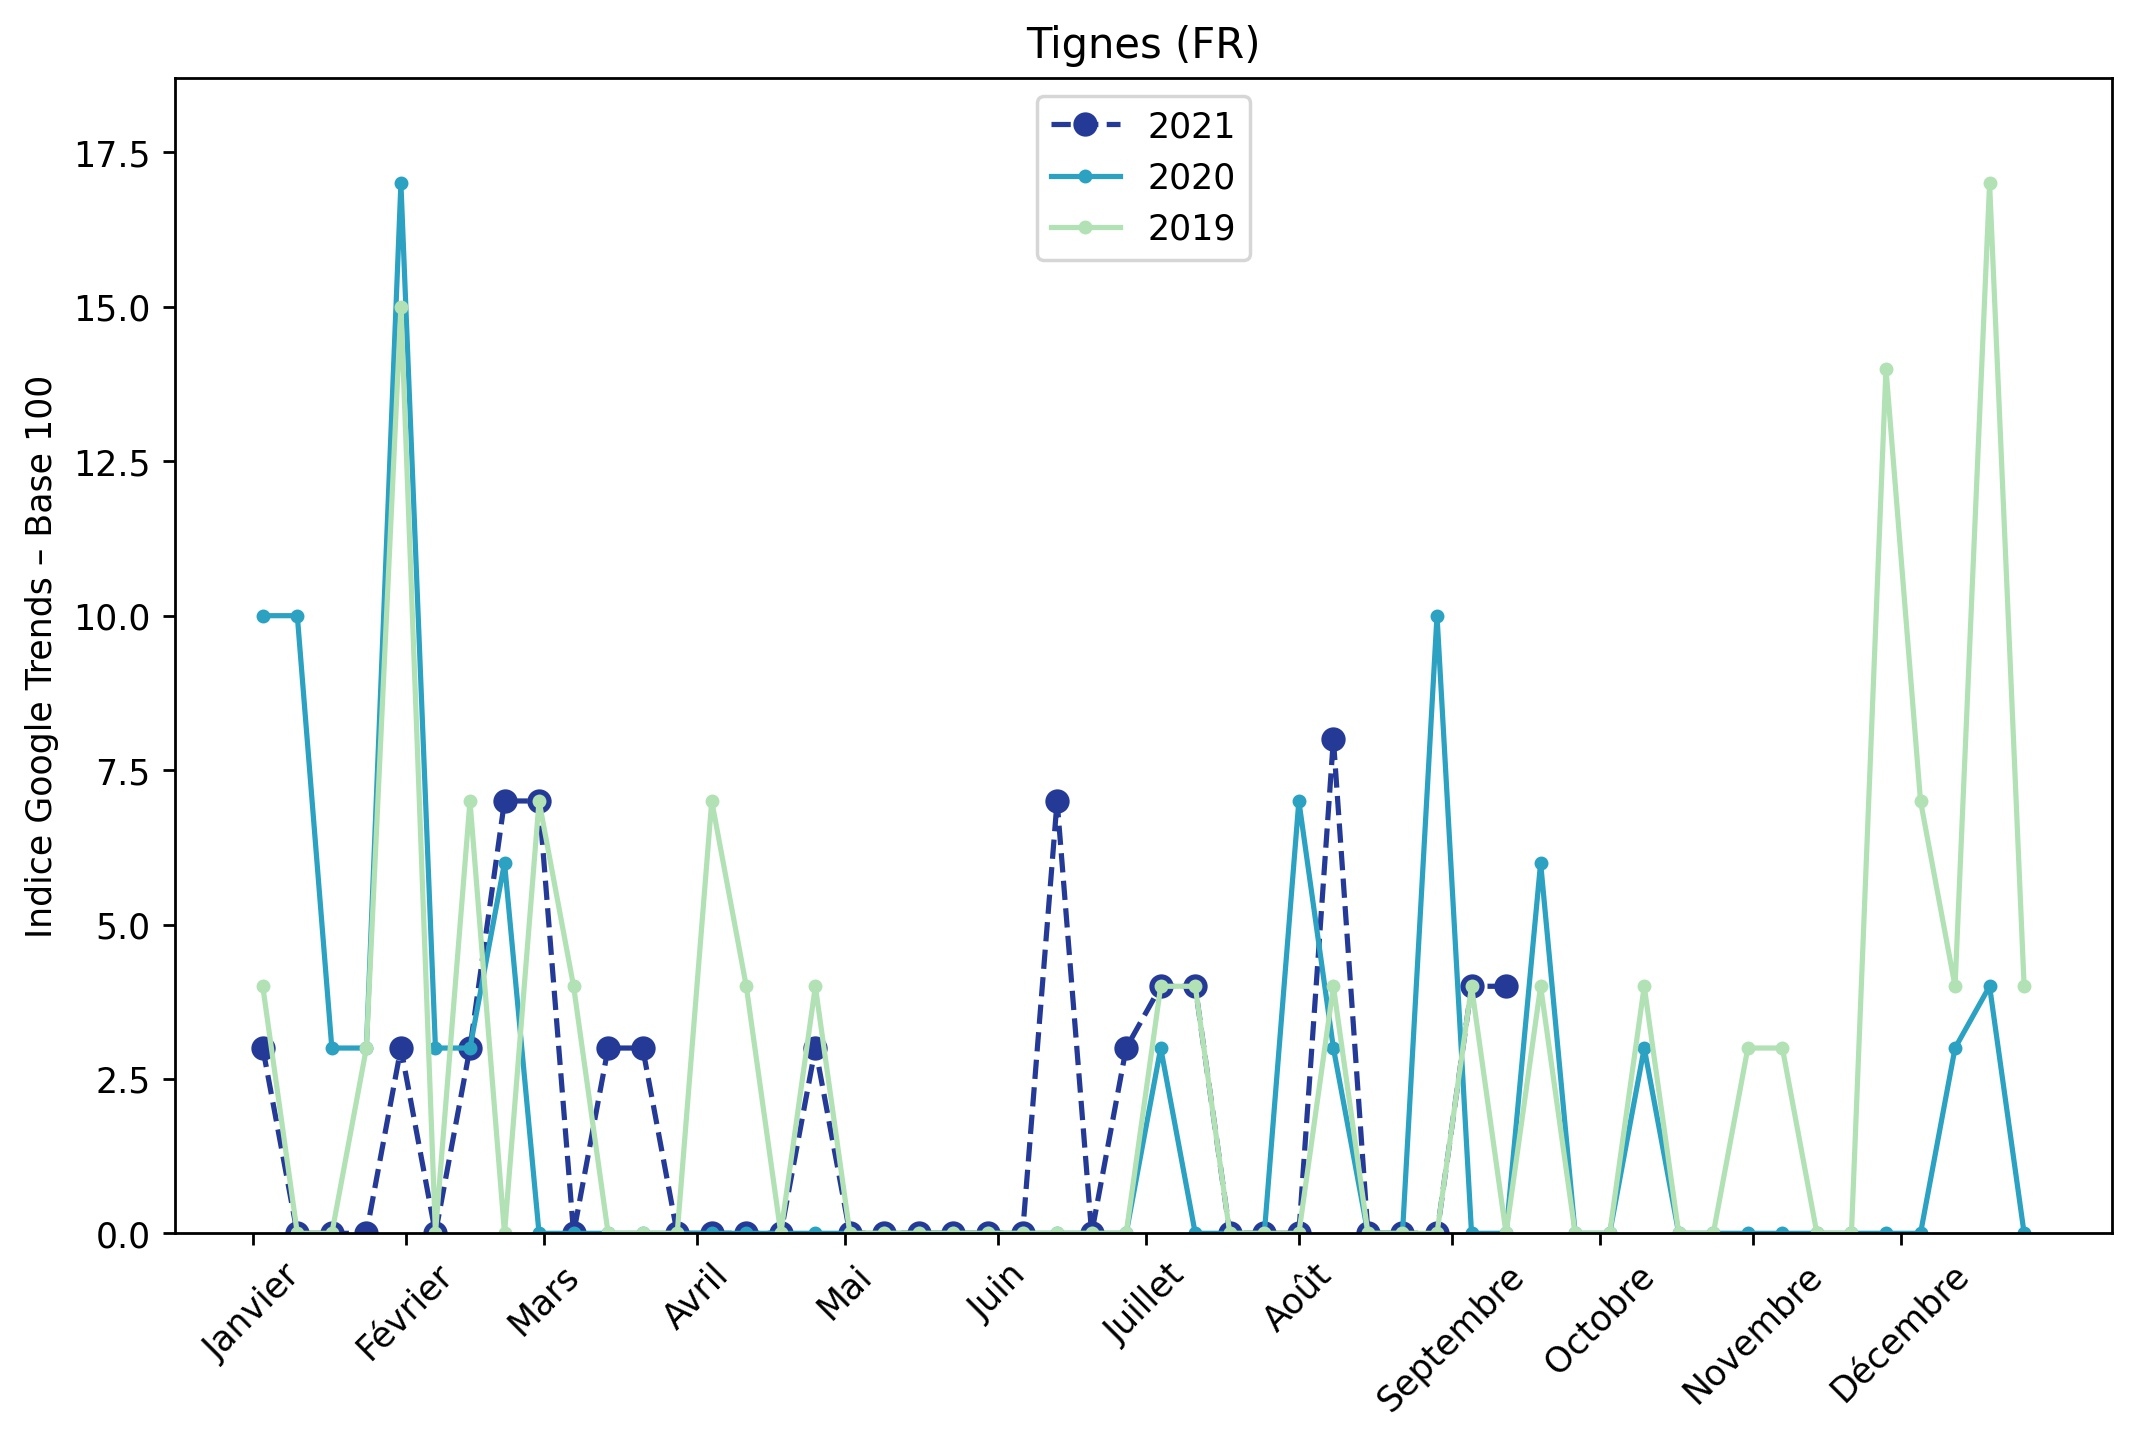 Tignes (FR)
2021
2020
2019
Indice Google Trends – Base 100
17.5
15.0
12.5
10.0
7.5
5.0
2.5
0.0
Janvier
Février
Mars
Avril
Mai
Juin
Juillet
Août
Septembre
Octobre
Novembre
Décembre